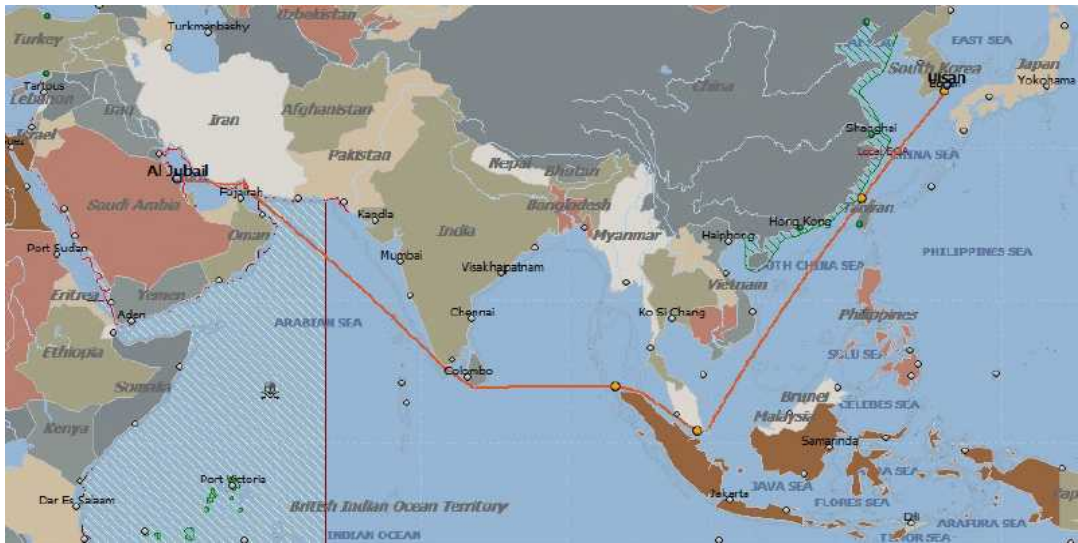 Uzbekistan
EAST SEA
Turkmenbashy
Turkey
South Korea
Japan
Ulsan
Yokohama
Tartous
China
Lebanon
Afghanistan
Iraq
Iran
Shanghai
Israel
CHINA SEA
Pakistan
Nepal
Al Jubail
Bhutan
Fujairah
Taiwan
Saudi Arabia
Bangladesh
Kandla
Hong Kong
India
Oman
Haiphong
Myanmar
Port Sudan
Mumbai
PHILIPPINES SEA
Visakhapatnam
SOUTH CHINA SEA
Vietnam
Eritrea
Yemen
Aden
Chennai
Ko Si Chang
Philippines
ARABIAN SEA
Ethiopia
SULU SEA
Colombo
Somalia
Brunei
CELEBES SEA
Malaysia
Kenya
Samarinda
Port Victoria
JAVA SEA
Dar Es Salaam
Jakarta
FLORES SEA
British Indian Ocean Territory
Dili
ARAFURA SEA
INDIAN OCEAN
TIMOR SEA